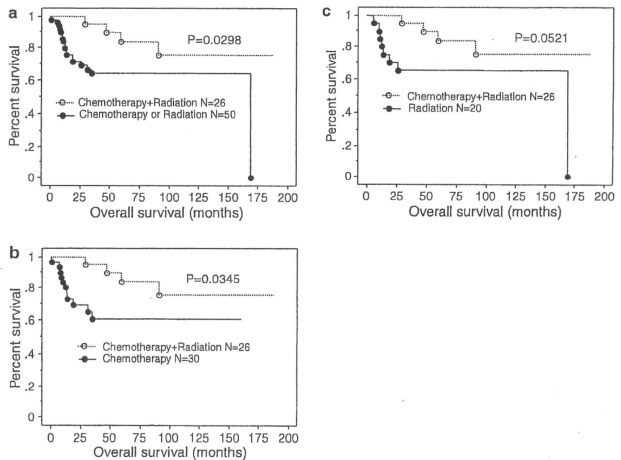 a
Percent survival
1
.8
.6
.4
.2
0
P=0.0298
Chemotherapy+Radiation N=26
Chemotherapy or Radiation N=50
0 25 50 75 100 125 150 175 200
Overall survival (months)
c
Percent survival
1
.8
.6
.4
.2
0
P=0.0521
Chemotherapy+Radiation N=26
Radiation N=20
0 25 50 75 100 125 150 175 200
Overall survival (months)
b
Percent survival
1
.8
.6
.4
.2
0
P=0.0345
Chemotherapy+Radiation N=26
Chemotherapy N=30
0 25 50 75 100 125 150 175 200
Overall survival (months)